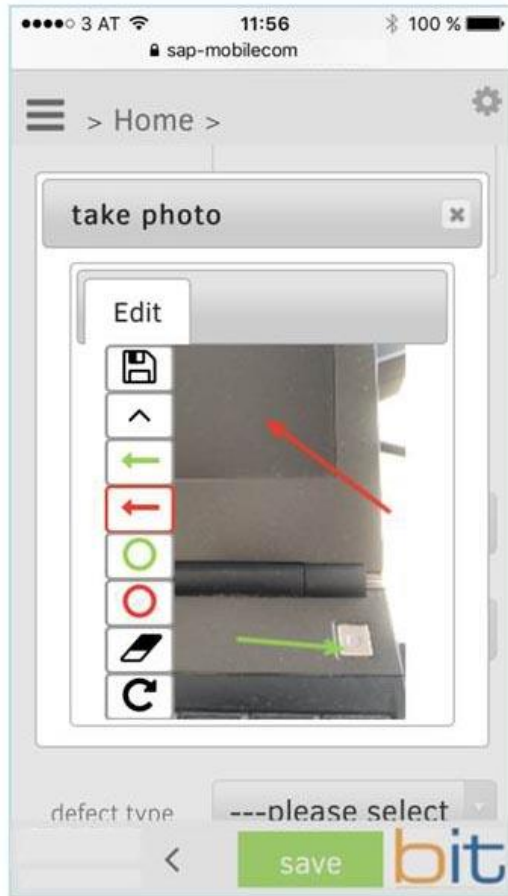 3 AT 11:56 100 %
sap-mobilecom
> Home >
take photo
Edit
defect type ---please select
< save bit